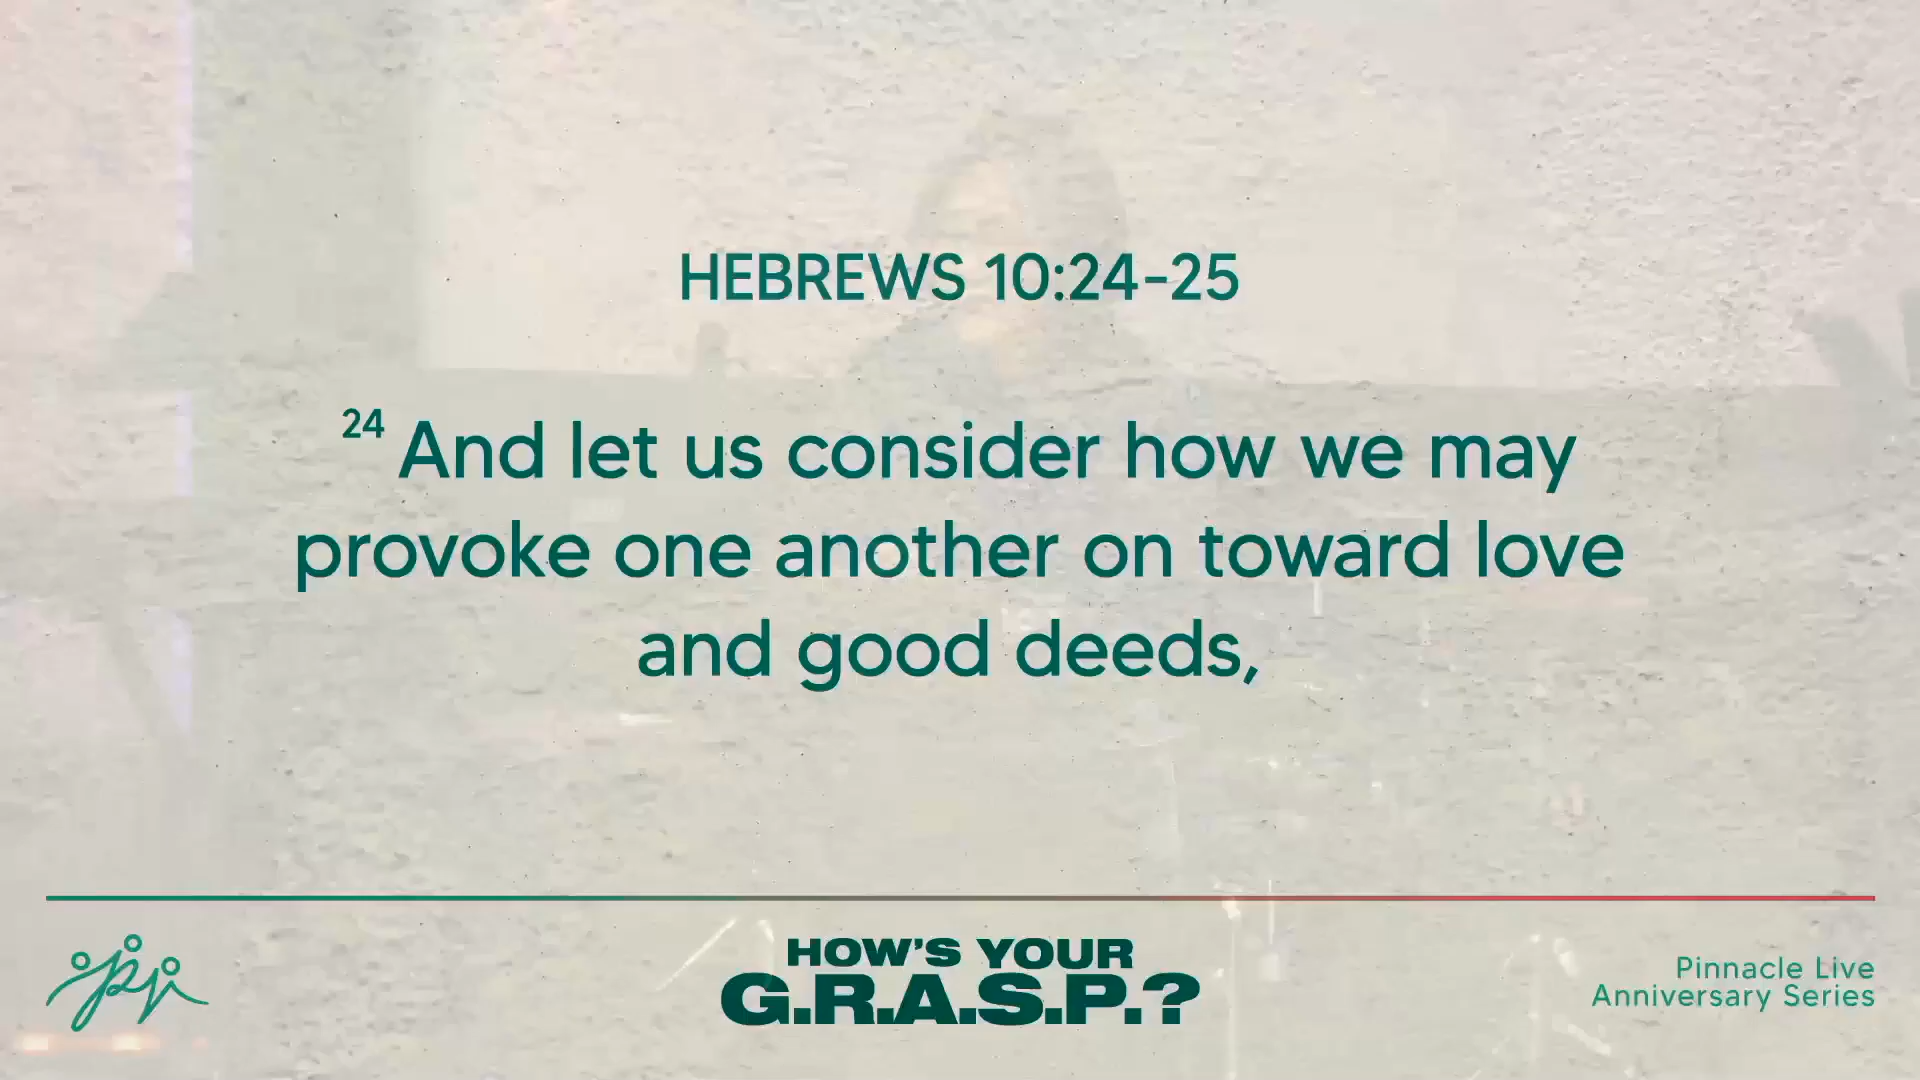 HEBREWS 10:24-25
24 And let us consider how we may
provoke one another on toward love
and good deeds,
HOW'S YOUR
G.R.A.S.P.?
Pinnacle Live
Anniversary Series